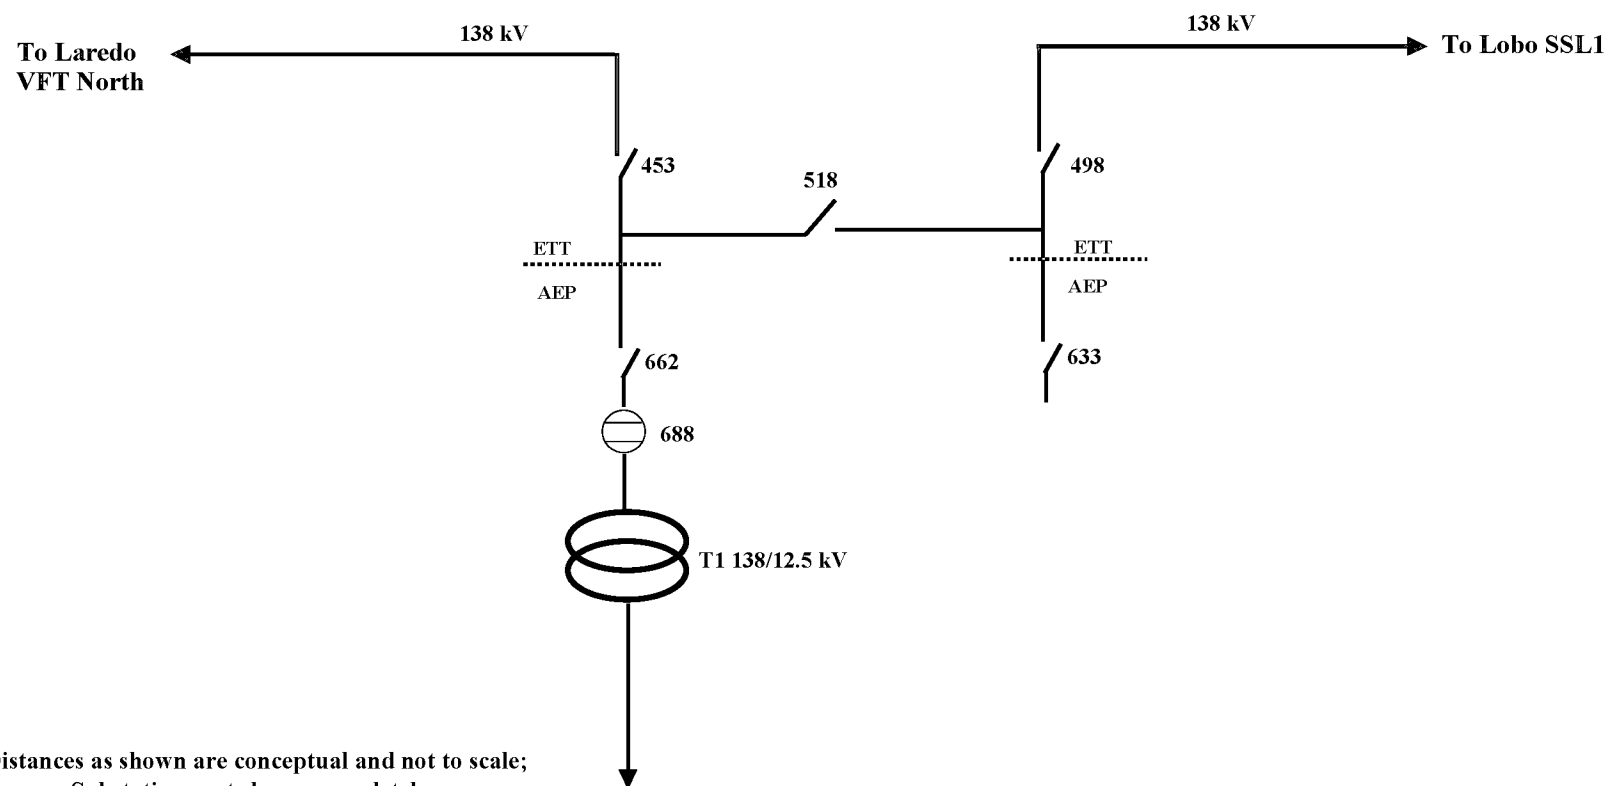 138 kV
138 kV
To Laredo
VFT North
To Lobo SSL1
453
498
518
ETT
ETT
AEP
AEP
662
633
688
T1 138/12.5 kV
as shown are conceptual and not to scale;